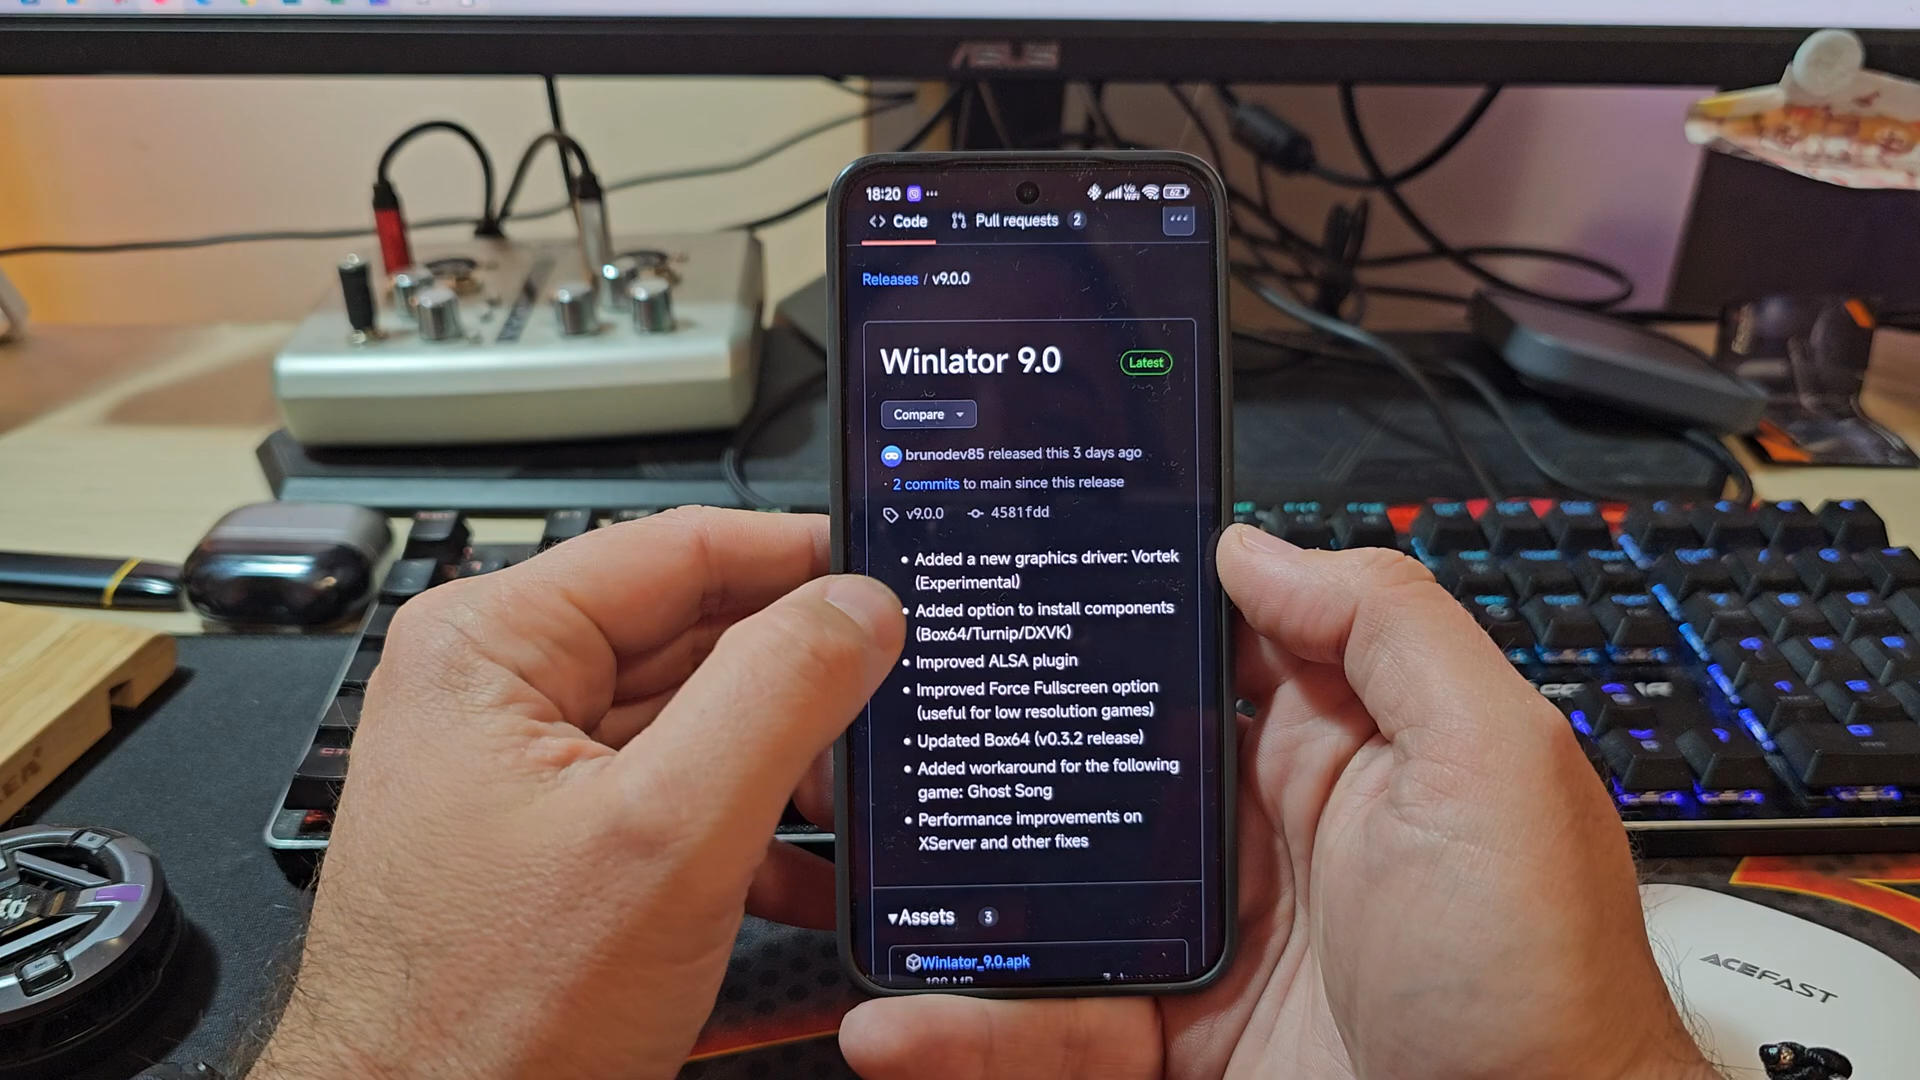 ASUS
18:20
62
Code
Pull requests 2
Releases / v9.0.0
Winlator 9.0
Latest
Compare
brunodev85 released this 3 days ago
· 2 commits to main since this release
v9.0.0 4581fdd
• Added a new graphics driver: Vortek
(Experimental)
• Added option to install components
(Box64/Turnip/DXVK)
• Improved ALSA plugin
• Improved Force Fullscreen option
(useful for low resolution games)
• Updated Box64 (v0.3.2 release)
• Added workaround for the following
game: Ghost Song
• Performance improvements on
XServer and other fixes
Assets 3
Winlator_9.0.apk
ACEFAST